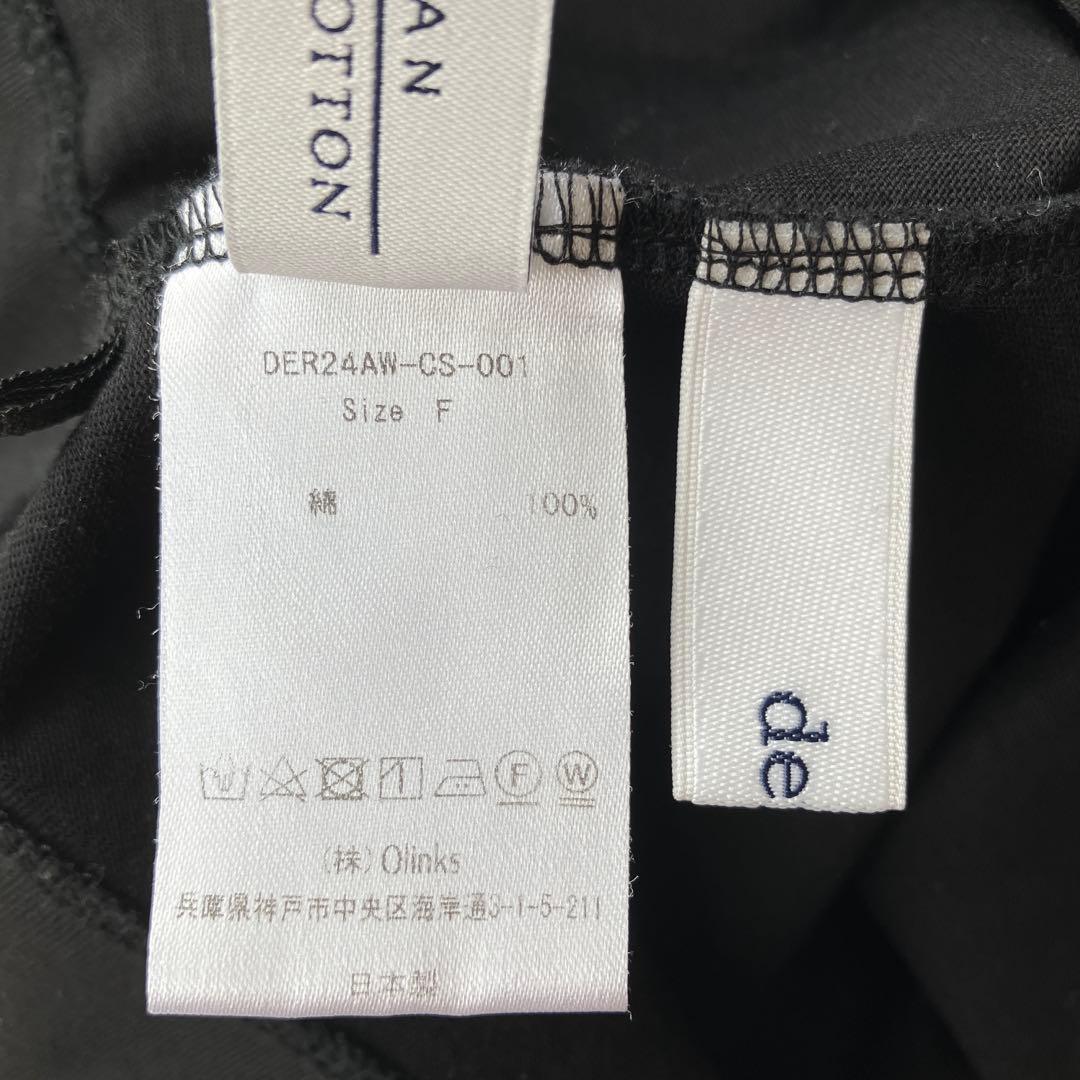 AN
OTTON
DER24AW-CS-001
Size F
綿 100%
F W
(株) Olinks
兵庫県神戸市中央区海岸通3-1-5-211
日本製
de